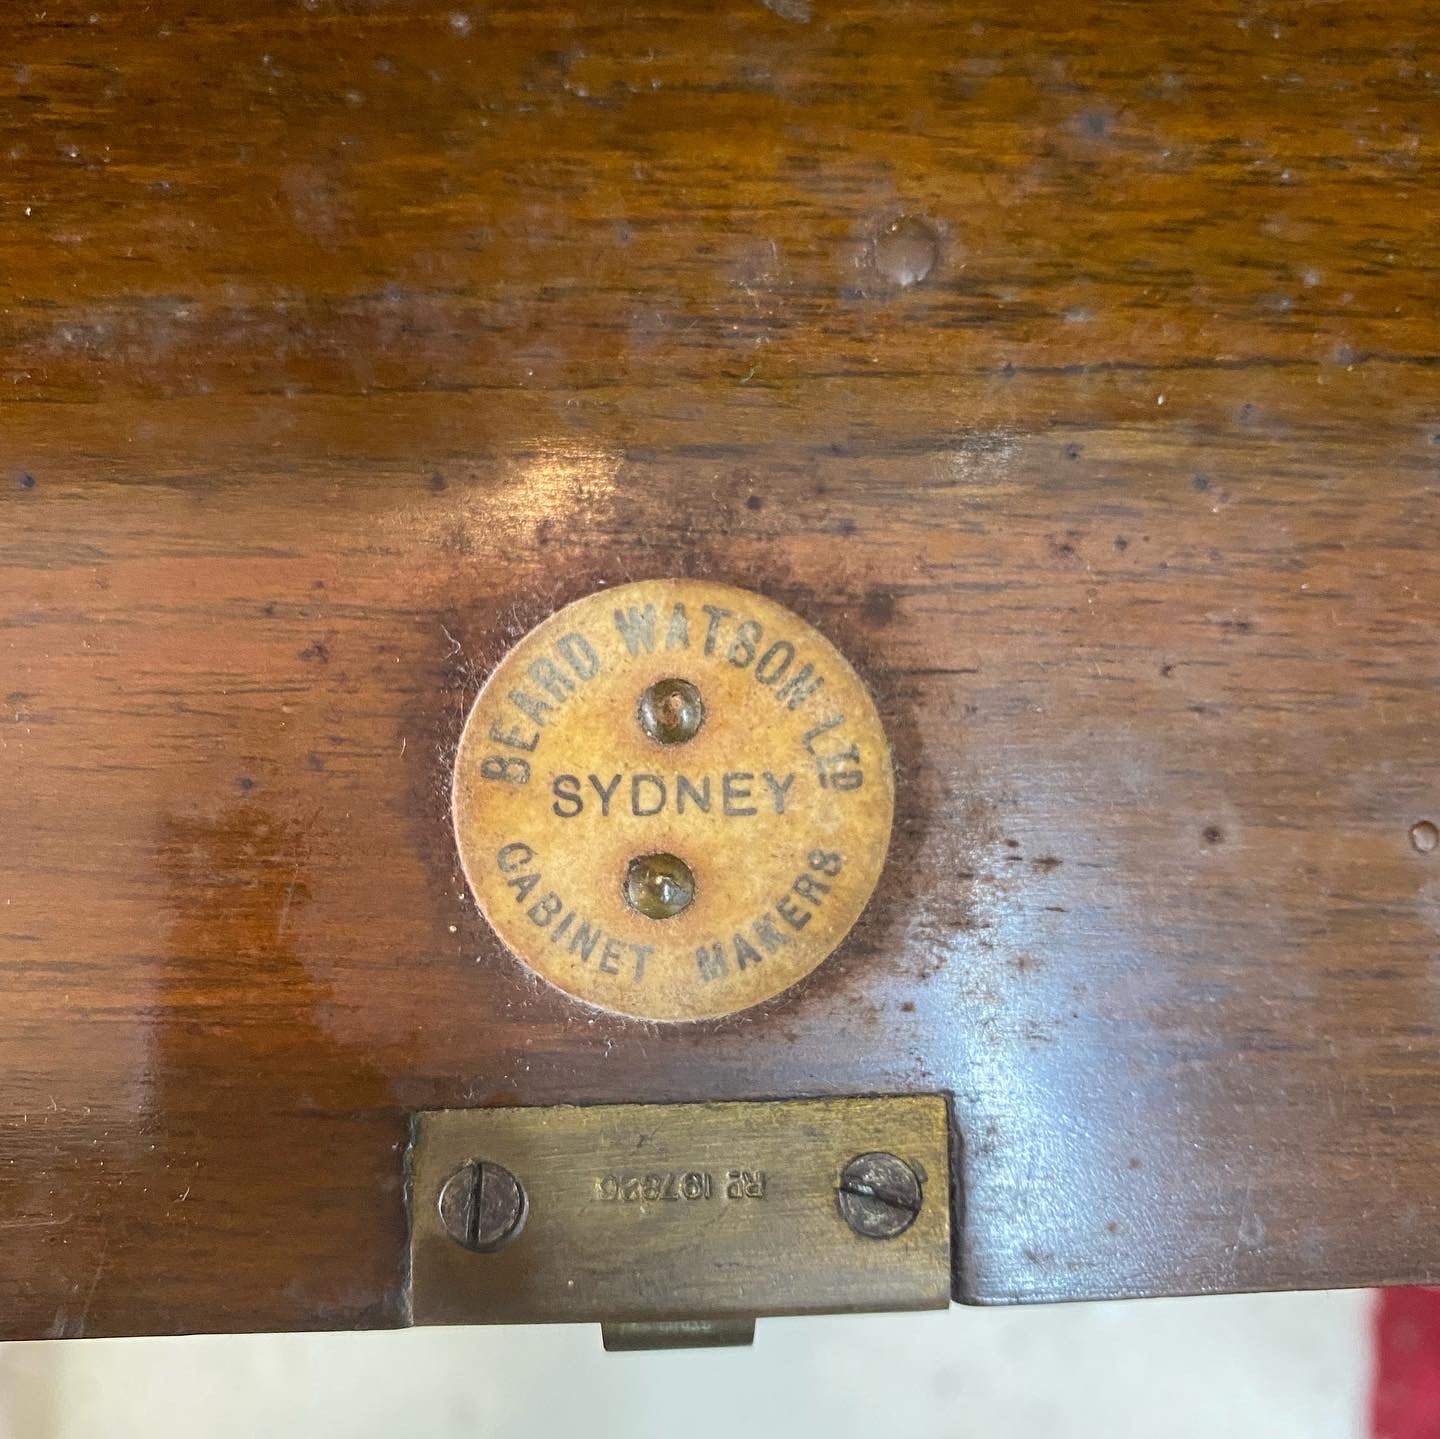 BEARD WATSON LTD
SYDNEY
CABINET MAKERS
RD 197826